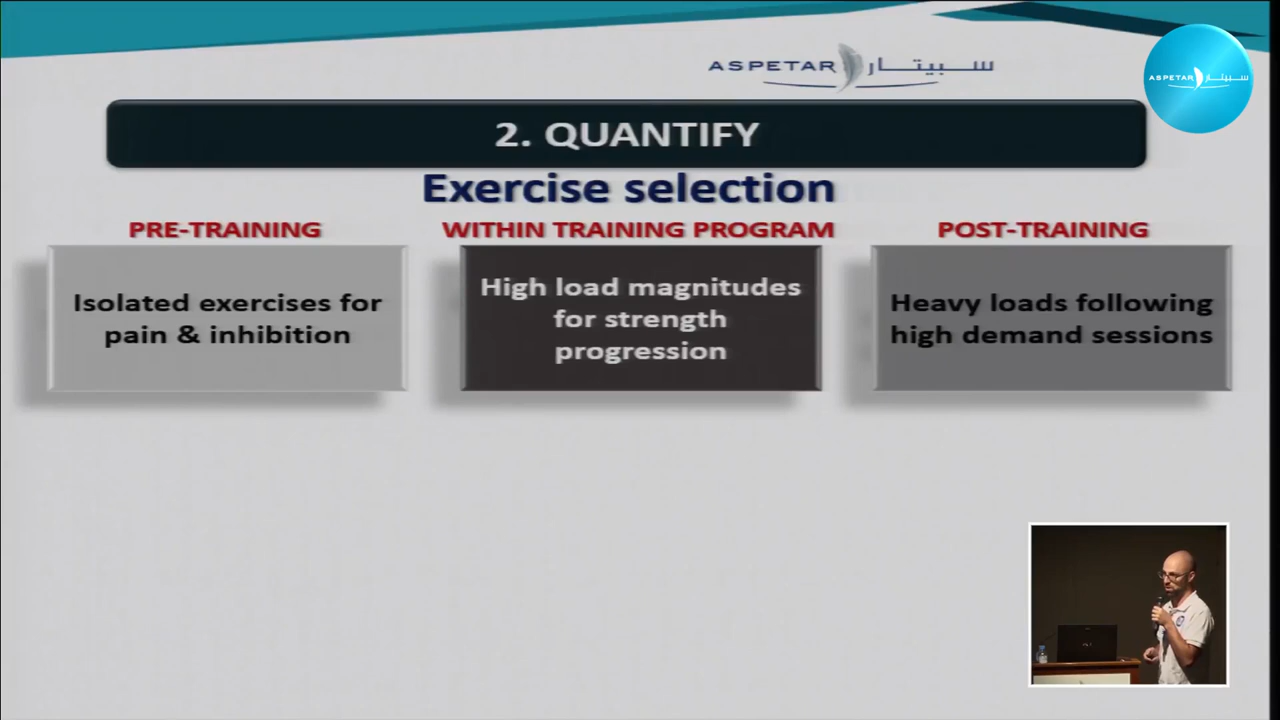 ASPETAR سبيتار
ASPETAR سبيتار
2. QUANTIFY
Exercise selection
PRE-TRAINING
Isolated exercises for
pain & inhibition
WITHIN TRAINING PROGRAM
High load magnitudes
for strength
progression
POST-TRAINING
Heavy loads following
high demand sessions